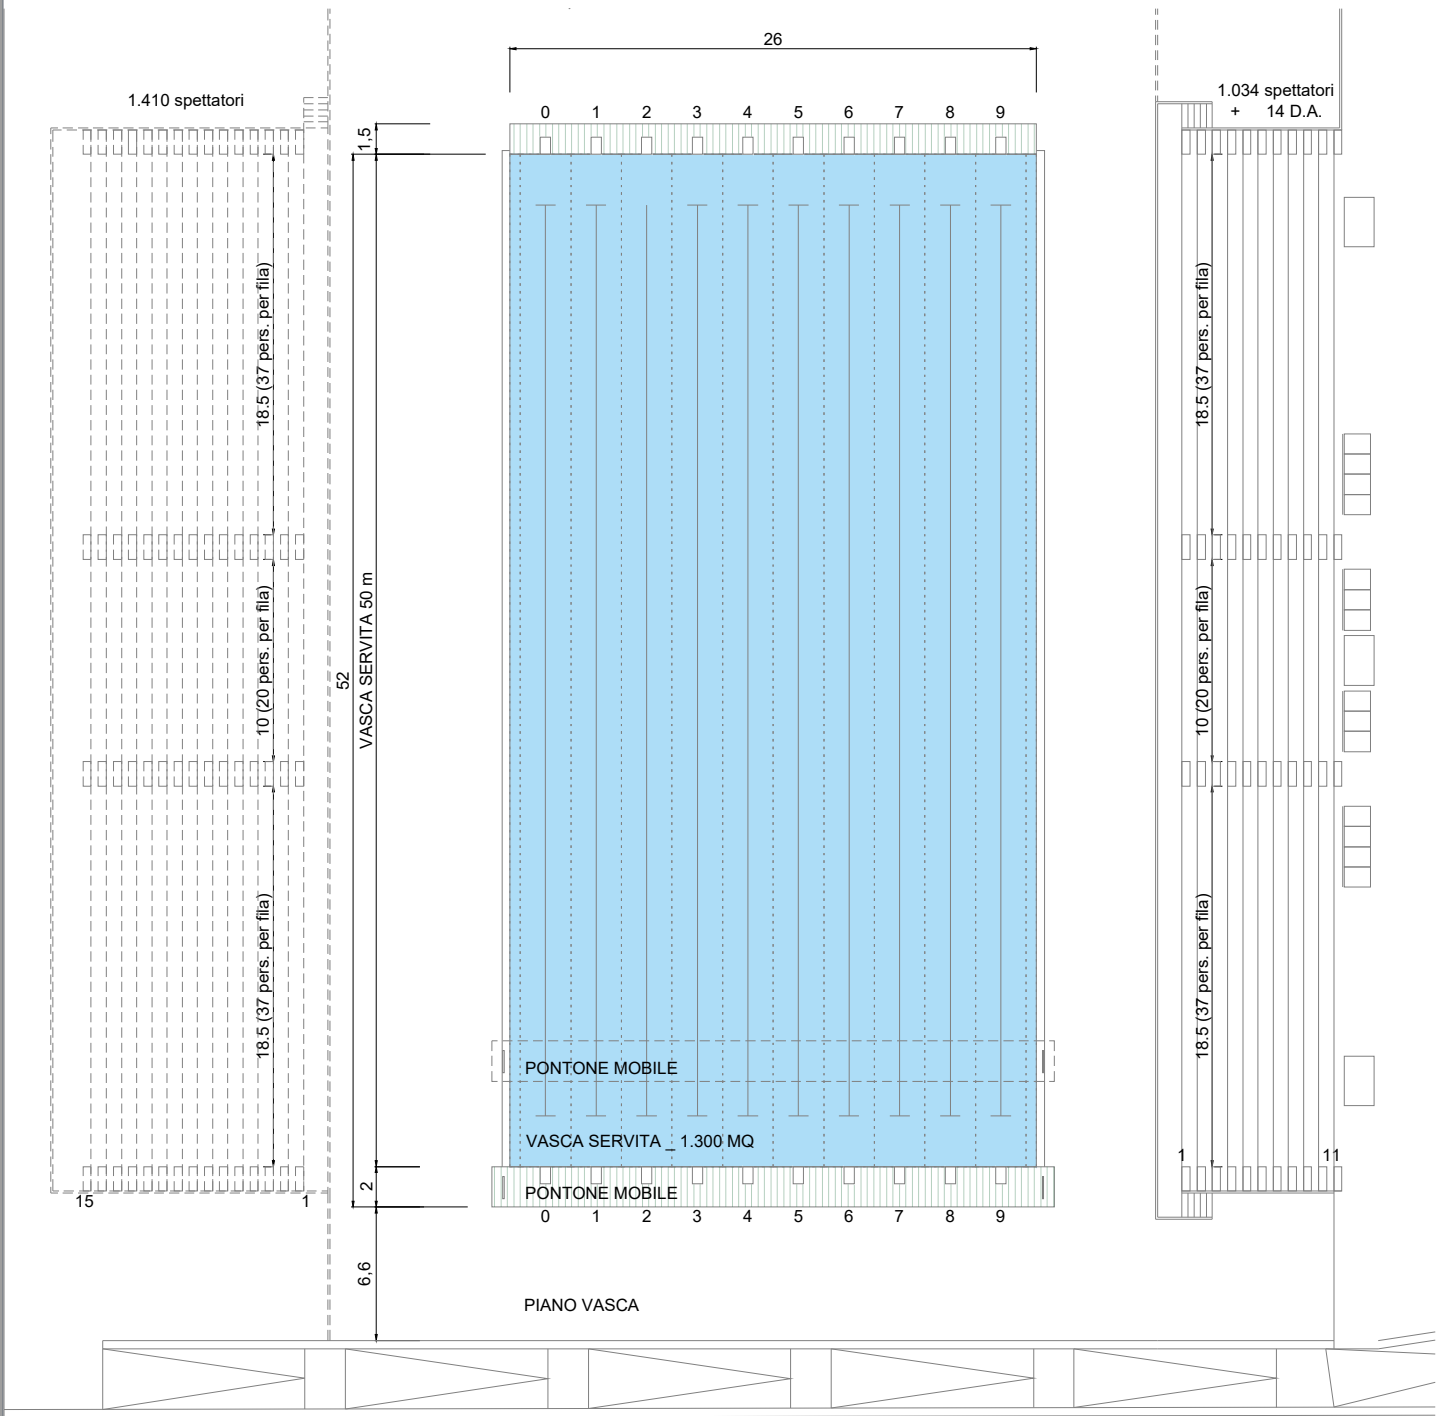 26
1.410 spettatori
1.034 spettatori
+ 14 D.A.
0 1 2 3 4 5 6 7 8 9
1,5
18.5 (37 pers. per fila)
18.5 (37 pers. per fila)
10 (20 pers. per fila)
52
VASCA SERVITA 50 m
10 (20 pers. per fila)
18.5 (37 pers. per fila)
18.5 (37 pers. per fila)
PONTONE MOBILE
VASCA SERVITA _ 1.300 MQ
1 11
15 1
2
PONTONE MOBILE
0 1 2 3 4 5 6 7 8 9
6,6
PIANO VASCA